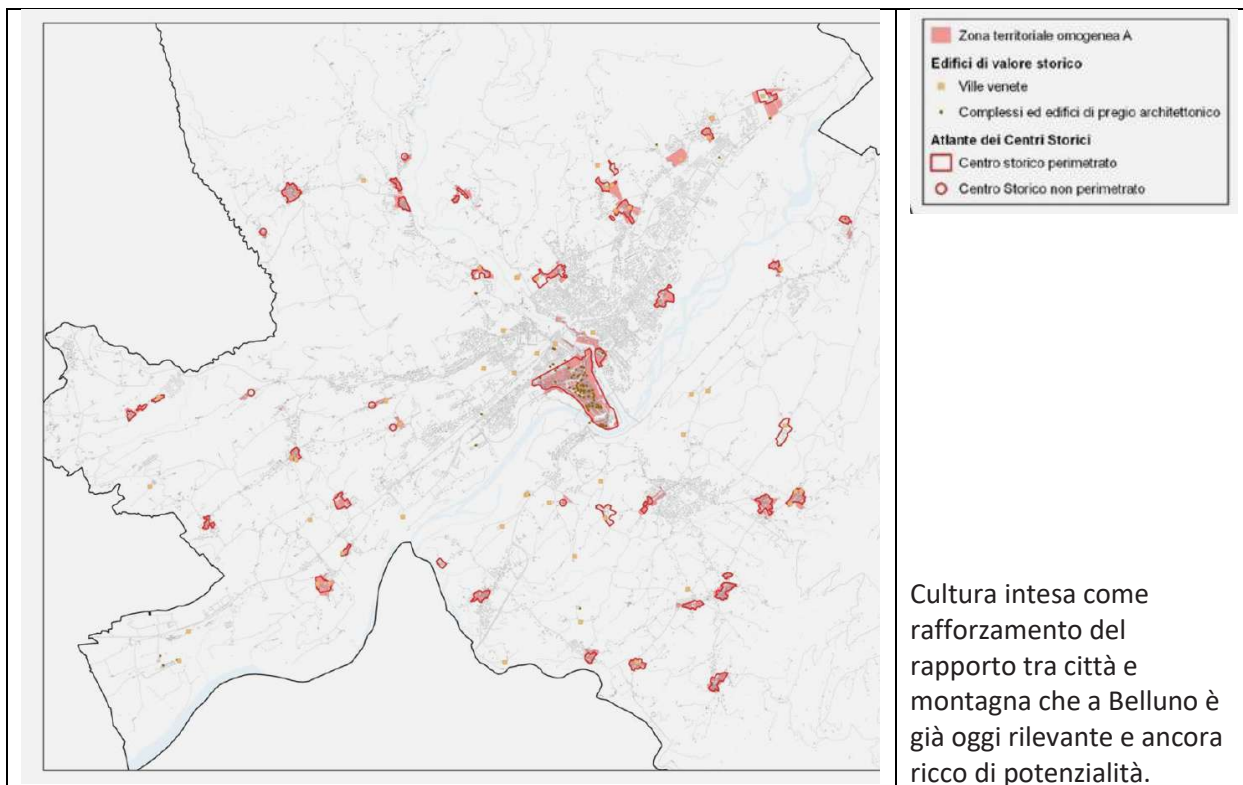 Zona territoriale omogenea A
Edifici di valore storico
Ville venete
Complessi ed edifici di pregio architettonico
Atlante dei Centri Storici
Centro storico perimetrato
Centro Storico non perimetrato
Cultura intesa come
rafforzamento del
rapporto tra città e
montagna che a Belluno è
già oggi rilevante e ancora
ricco di potenzialità.